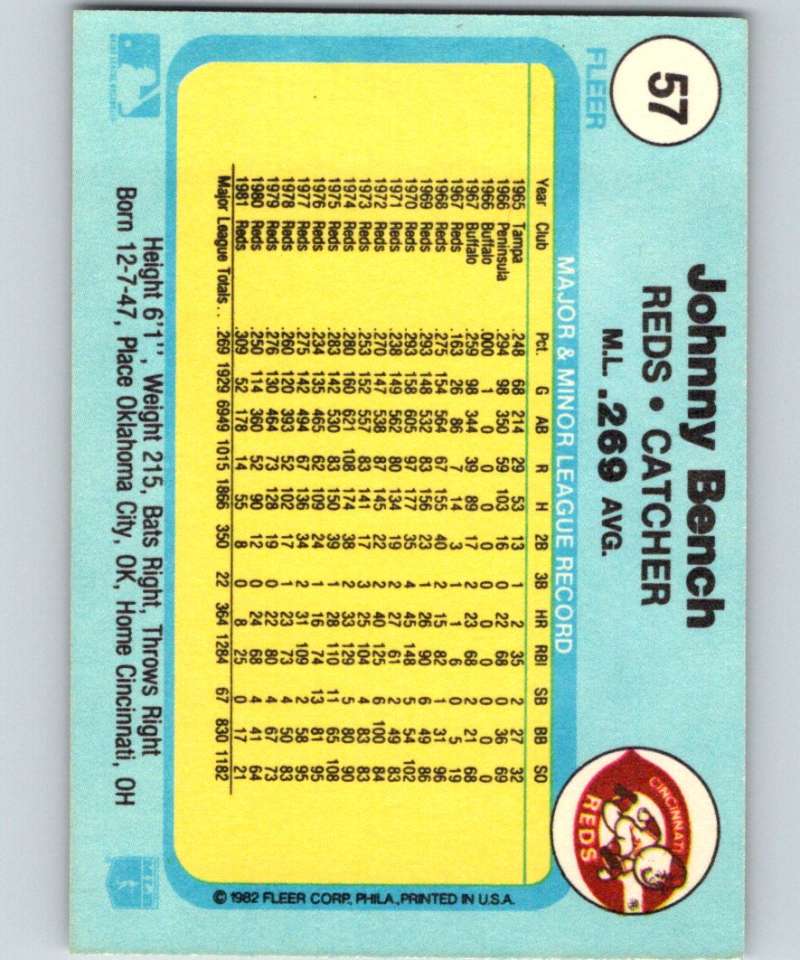 57
FLEER
Johnny Bench
REDS • CATCHER
M.L. .269 AVG.
CINCINNATI
REDS
MAJOR & MINOR LEAGUE RECORD
Year Club Pct. G AB R H 2B 3B HR RBI SB BB SO
1965 Tampa .248 68 214 29 53 13 1 2 35 2 27 32
1966 Peninsula .294 98 350 59 103 16 0 22 68 0 36 69
1966 Buffalo .000 1 0 0 0 0 0 0 0 0 0 0
1967 Buffalo .259 98 344 39 89 17 2 23 68 2 21 68
1967 Reds .163 26 86 7 14 3 1 1 6 0 5 19
1968 Reds .275 154 564 67 155 40 2 15 82 1 31 96
1969 Reds .293 148 532 83 156 23 1 26 90 6 49 86
1970 Reds .293 158 605 97 177 35 4 45 148 5 54 102
1971 Reds .238 149 562 80 134 19 2 27 61 2 49 83
1972 Reds .270 147 538 87 145 22 2 40 125 6 100 84
1973 Reds .253 152 557 83 141 17 3 25 104 4 83 83
1974 Reds .280 160 621 108 174 38 2 33 129 5 80 90
1975 Reds .283 142 530 83 150 39 1 28 110 11 65 108
1976 Reds .234 135 465 62 109 24 1 16 74 13 81 95
1977 Reds .275 142 494 67 136 34 2 31 109 2 58 95
1978 Reds .260 120 393 52 102 17 1 23 73 4 50 83
1979 Reds .276 130 464 73 128 19 0 22 80 4 67 73
1980 Reds .250 114 360 52 90 12 0 24 68 4 41 64
1981 Reds .309 52 178 14 55 8 0 8 25 0 17 21
Major League Totals . . .269 1929 6949 1015 1866 350 22 364 1284 67 830 1182
© 1982 FLEER CORP., PHILA., PRINTED IN U.S.A.
Height 6'1'', Weight 215, Bats Right, Throws Right
Born 12-7-47, Place Oklahoma City, OK, Home Cincinnati, OH